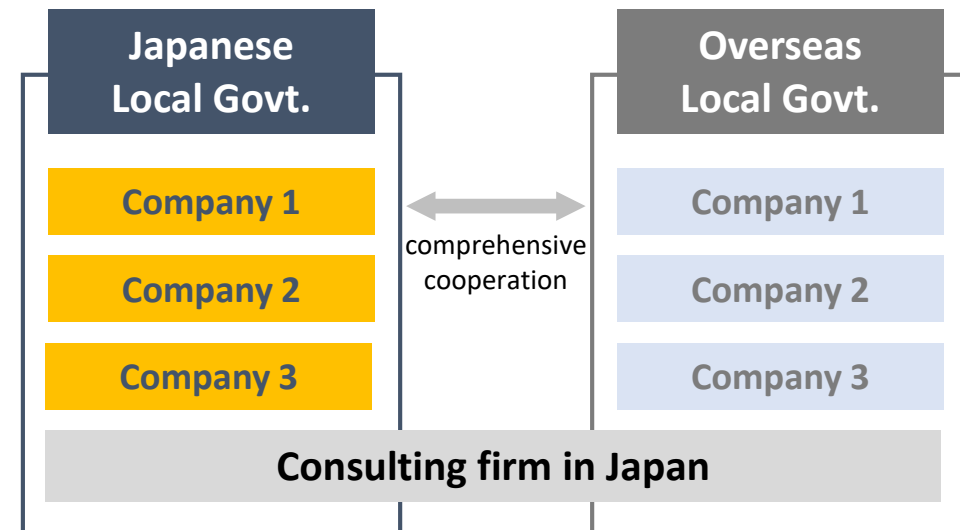 Japanese
Local Govt.
Company 1
Company 2
Company 3
comprehensive
cooperation
Overseas
Local Govt.
Company 1
Company 2
Company 3
Consulting firm in Japan